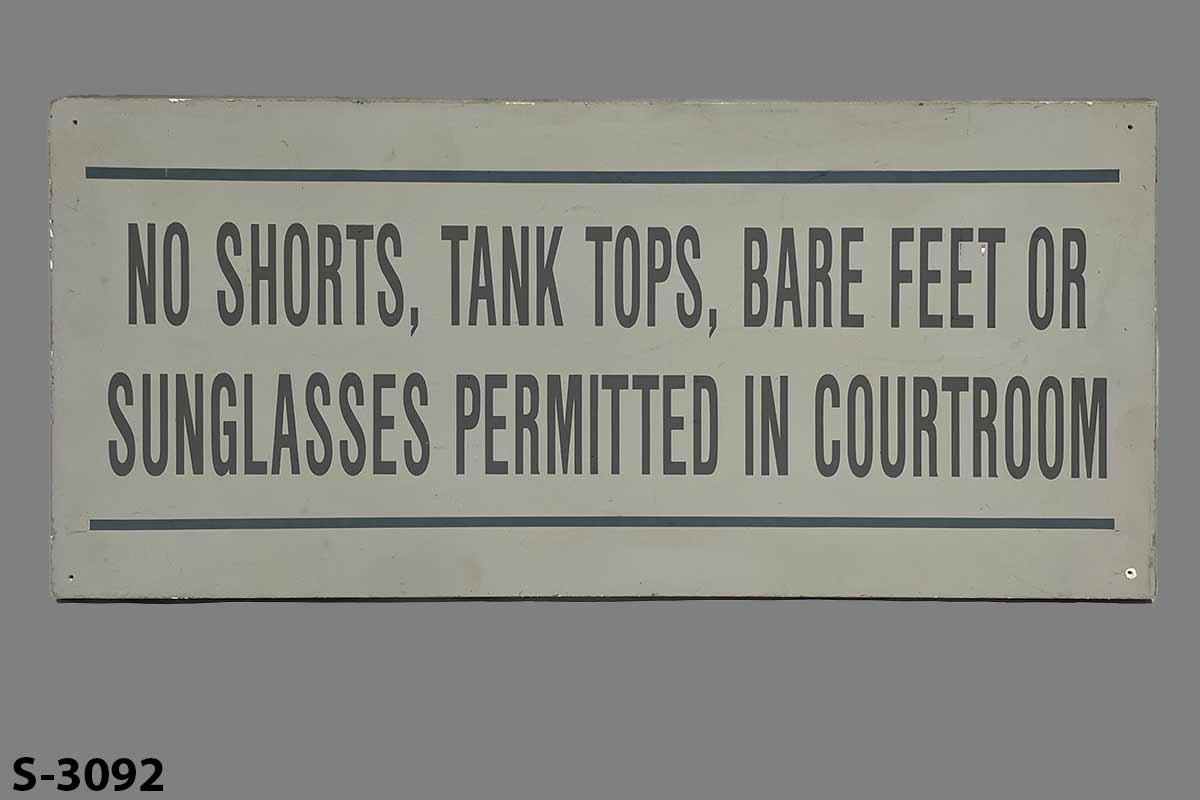 NO SHORTS, TANK TOPS, BARE FEET OR
SUNGLASSES PERMITTED IN COURTROOM
S-3092